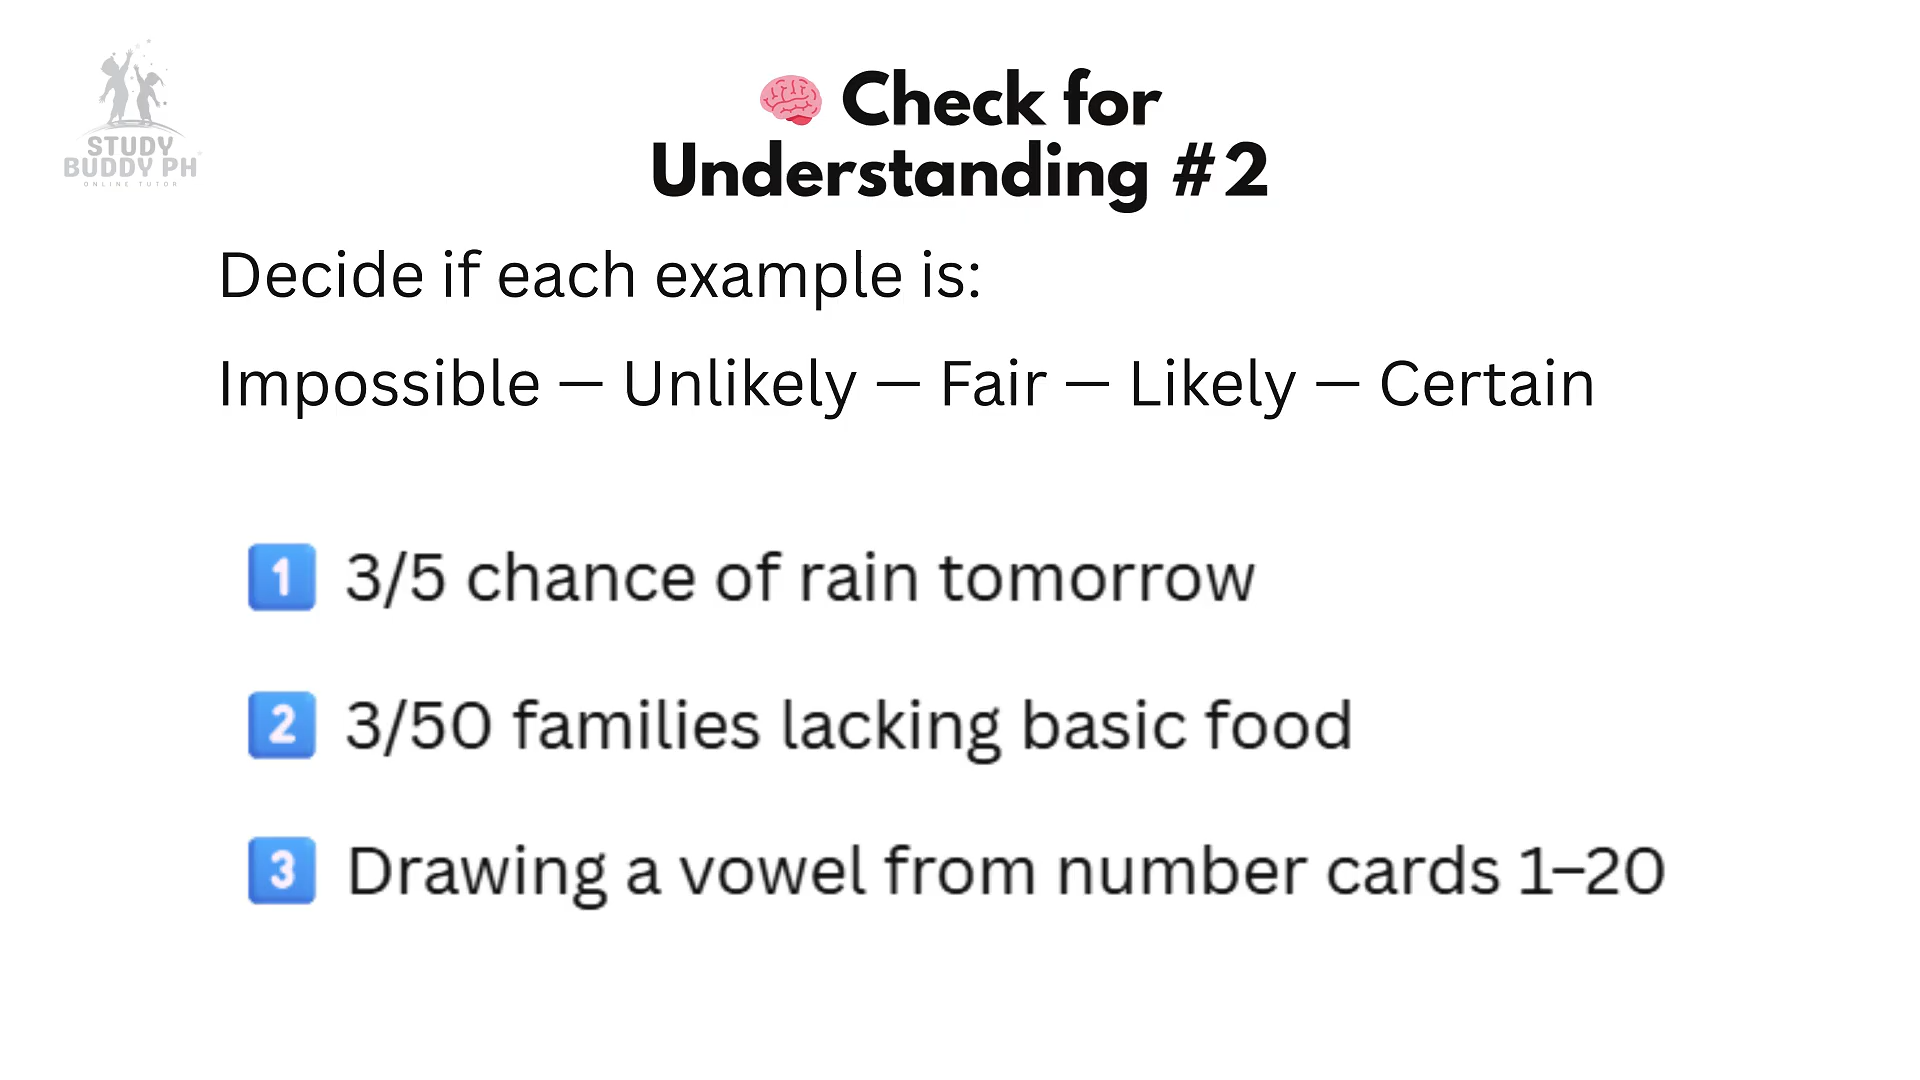 STUDY
BUDDY PH
ONLINE TUTOR
🧠 Check for
Understanding #2
Decide if each example is:
Impossible — Unlikely — Fair — Likely — Certain
1 3/5 chance of rain tomorrow
2 3/50 families lacking basic food
3 Drawing a vowel from number cards 1–20